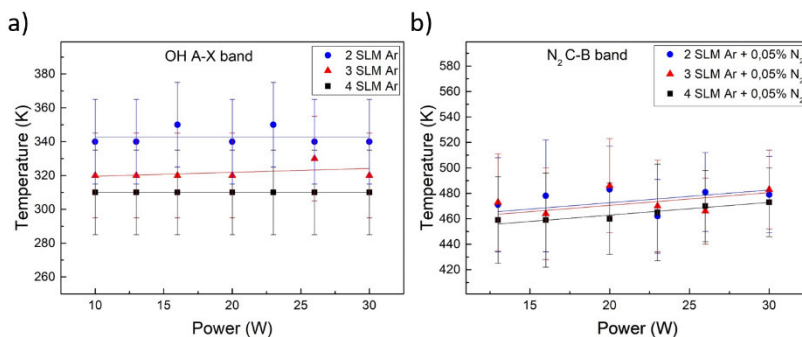 a)
OH A-X band
2 SLM Ar
3 SLM Ar
4 SLM Ar
Temperature (K)
380
360
340
320
300
280
260
10
15
20
25
30
Power (W)
b)
N₂ C-B band
2 SLM Ar + 0,05% N₂
3 SLM Ar + 0,05% N₂
4 SLM Ar + 0,05% N₂
Temperature (K)
580
560
540
520
500
480
460
440
420
15
20
25
30
Power (W)